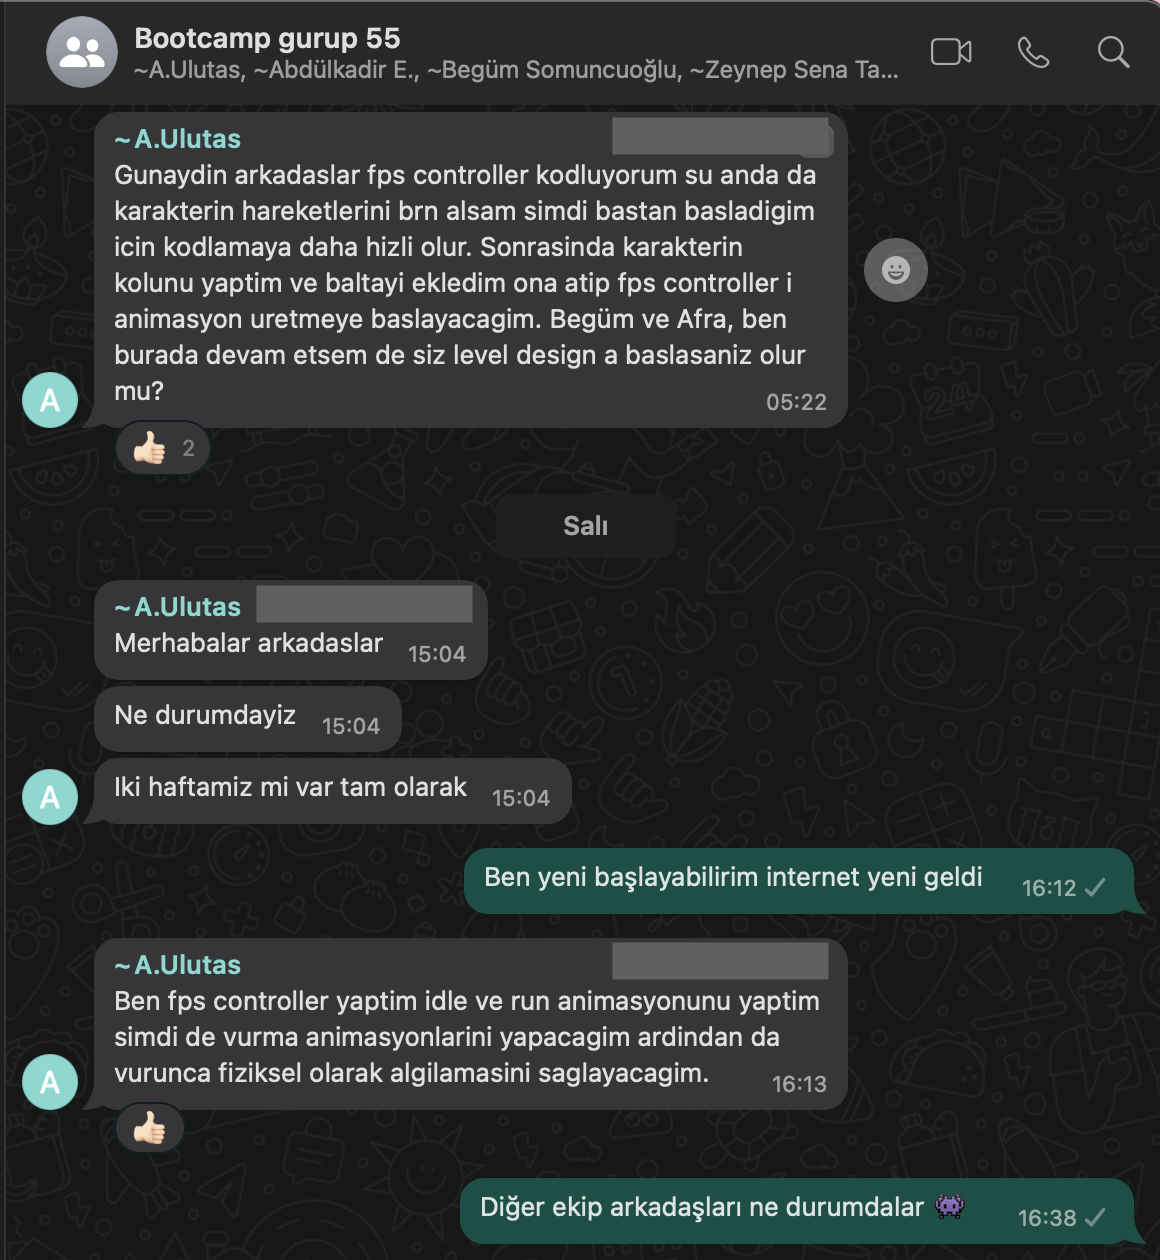 Bootcamp gurup 55
~A.Ulutas, ~Abdülkadir E., ~Begüm Somuncuoğlu, ~Zeynep Sena Ta...
~A.Ulutas
Gunaydin arkadaslar fps controller kodluyorum su anda da
karakterin hareketlerini brn alsam simdi bastan basladigim
icin kodlamaya daha hizli olur. Sonrasinda karakterin
kolunu yaptim ve baltayi ekledim ona atip fps controller i
animasyon uretmeye baslayacagim. Begüm ve Afra, ben
burada devam etsem de siz level design a baslasaniz olur
mu?
05:22
A
👍🏻 2
Salı
~A.Ulutas
Merhabalar arkadaslar 15:04
Ne durumdayiz 15:04
Iki haftamiz mi var tam olarak 15:04
A
Ben yeni başlayabilirim internet yeni geldi 16:12
~A.Ulutas
Ben fps controller yaptim idle ve run animasyonunu yaptim
simdi de vurma animasyonlarini yapacagim ardindan da
vurunca fiziksel olarak algilamasini saglayacagim.
16:13
A
👍🏻
Diğer ekip arkadaşları ne durumdalar 👾 16:38